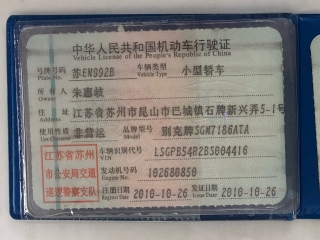 中华人民共和国机动车行驶证
Vehicle License of the People's Republic of China
号牌号码 苏EM992B 车辆类型 小型轿车
Plate No. Vehicle Type
所有人 朱惠敏
Owner
住址 江苏省苏州市昆山市巴城镇石牌新兴弄5-1号
Address
使用性质 非营运 品牌型号 别克牌SGM7186ATA
Use Character Model
江苏省苏州市公安局交通巡逻警察支队
车辆识别代号 LSGPB54R2BS004416
VIN
发动机号码 102680850
Engine No.
注册日期 2010-10-26 发证日期 2010-10-26
Register Date Issue Date